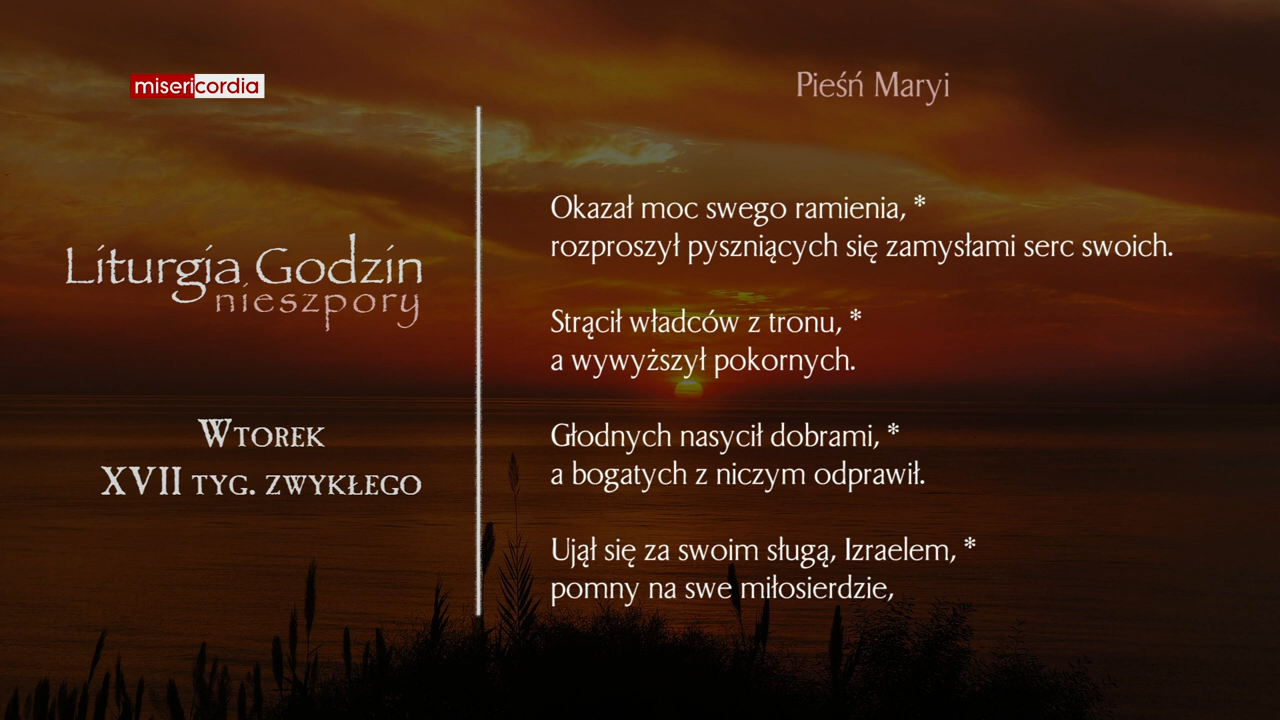 misericordia
Liturgia Godzin
nieszpory
Wtorek
XVII tyg. zwykłego
Pieśń Maryi
Okazał moc swego ramienia, *
rozproszył pyszniących się zamysłami serc swoich.
Strącił władców z tronu, *
a wywyższył pokornych.
Głodnych nasycił dobrami, *
a bogatych z niczym odprawił.
Ujął się za swoim sługą, Izraelem, *
pomny na swe miłosierdzie,